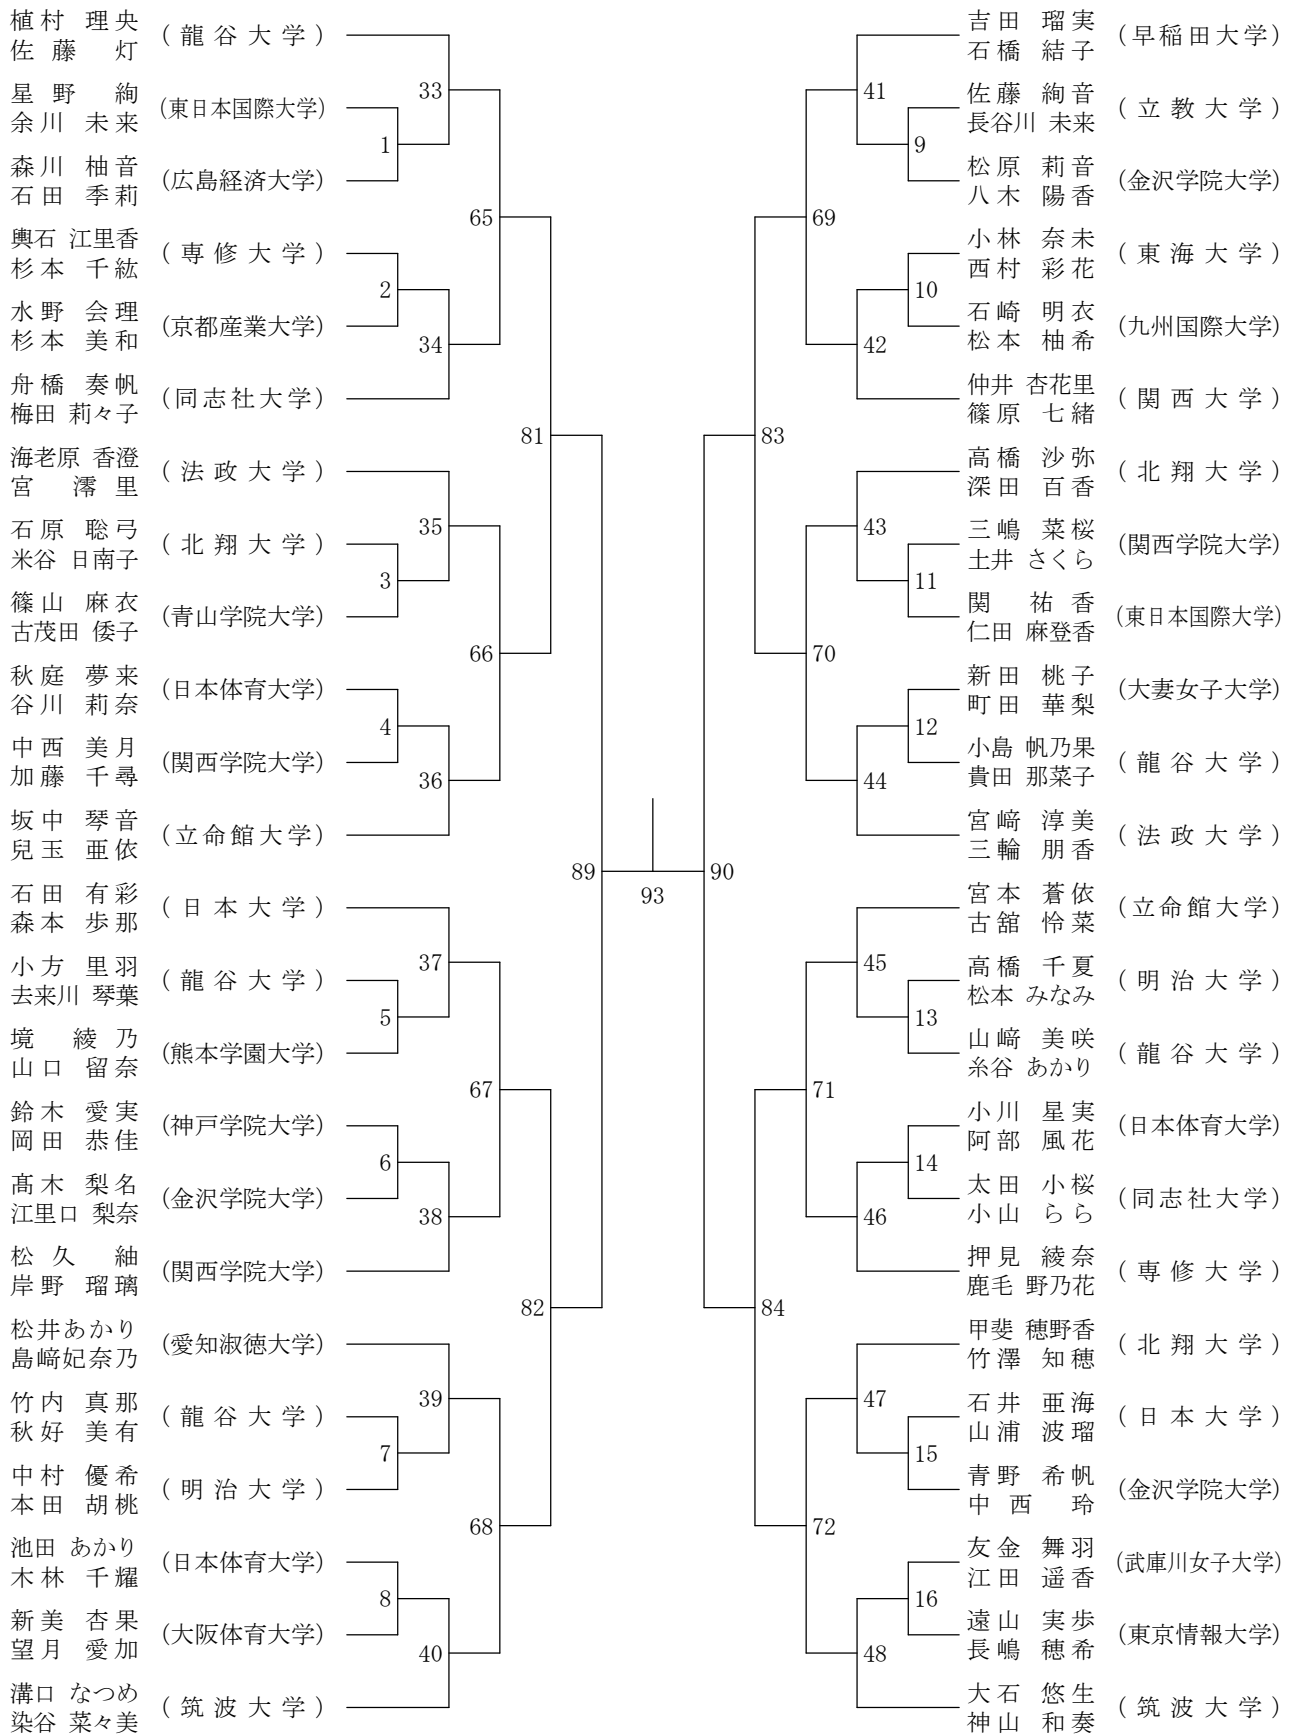 植村 理央
佐藤 灯
(龍谷大学)
星野 絢
余川 未来
(東日本国際大学)
森川 柚音
石田 季莉
(広島経済大学)
輿石 江里香
杉本 千紘
(専修大学)
水野 会理
杉本 美和
(京都産業大学)
舟橋 奏帆
梅田 莉々子
(同志社大学)
海老原 香澄
宮 澪里
(法政大学)
石原 聡弓
米谷 日南子
(北翔大学)
篠山 麻衣
古茂田 倭子
(青山学院大学)
秋庭 夢来
谷川 莉奈
(日本体育大学)
中西 美月
加藤 千尋
(関西学院大学)
坂中 琴音
兒玉 亜依
(立命館大学)
石田 有彩
森本 歩那
(日本大学)
小方 里羽
去来川 琴葉
(龍谷大学)
境 綾乃
山口 留奈
(熊本学園大学)
鈴木 愛実
岡田 恭佳
(神戸学院大学)
髙木 梨名
江里口 梨奈
(金沢学院大学)
松久 紬
岸野 瑠璃
(関西学院大学)
松井あかり
島﨑妃奈乃
(愛知淑徳大学)
竹内 真那
秋好 美有
(龍谷大学)
中村 優希
本田 胡桃
(明治大学)
池田 あかり
木林 千耀
(日本体育大学)
新美 杏果
望月 愛加
(大阪体育大学)
溝口 なつめ
染谷 菜々美
(筑波大学)
33
1
65
2
34
81
35
3
66
4
36
89
37
5
67
6
38
82
39
7
68
8
40
93
吉田 瑠実
石橋 結子
(早稲田大学)
佐藤 絢音
長谷川 未来
(立教大学)
松原 莉音
八木 陽香
(金沢学院大学)
小林 奈未
西村 彩花
(東海大学)
石崎 明衣
松本 柚希
(九州国際大学)
仲井 杏花里
篠原 七緒
(関西大学)
高橋 沙弥
深田 百香
(北翔大学)
三嶋 菜桜
土井 さくら
(関西学院大学)
関 祐香
仁田 麻登香
(東日本国際大学)
新田 桃子
町田 華梨
(大妻女子大学)
小島 帆乃果
貴田 那菜子
(龍谷大学)
宮﨑 淳美
三輪 朋香
(法政大学)
宮本 蒼依
古舘 怜菜
(立命館大学)
高橋 千夏
松本 みなみ
(明治大学)
山﨑 美咲
糸谷 あかり
(龍谷大学)
小川 星実
阿部 風花
(日本体育大学)
太田 小桜
小山 らら
(同志社大学)
押見 綾奈
鹿毛 野乃花
(専修大学)
甲斐 穂野香
竹澤 知穂
(北翔大学)
石井 亜海
山浦 波瑠
(日本大学)
青野 希帆
中西 玲
(金沢学院大学)
友金 舞羽
江田 遥香
(武庫川女子大学)
遠山 実歩
長嶋 穂希
(東京情報大学)
大石 悠生
神山 和奏
(筑波大学)
41
9
69
10
42
83
43
11
70
12
44
90
45
13
71
14
46
84
47
15
72
16
48